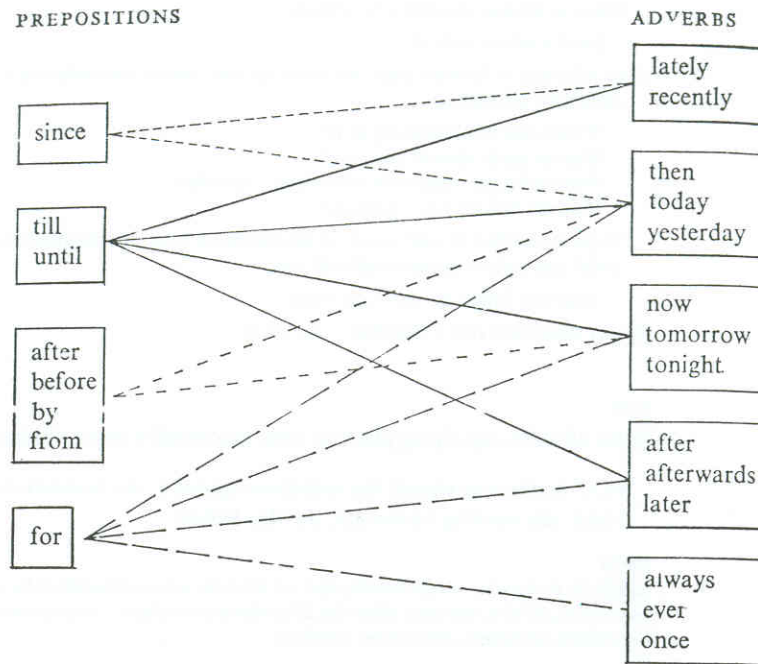 PREPOSITIONS
ADVERBS
since
till
until
after
before
by
from
for
lately
recently
then
today
yesterday
now
tomorrow
tonight.
after
afterwards
later
always
ever
once